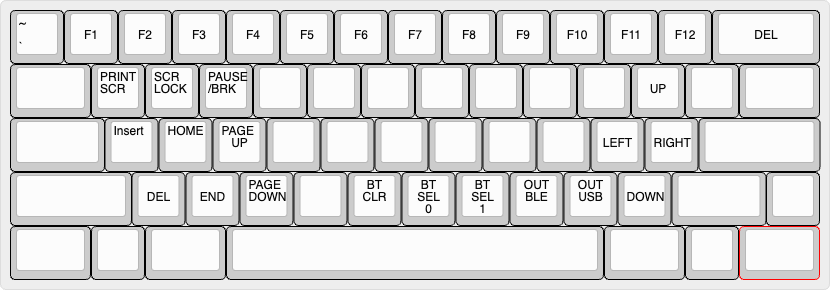 ~
` F1 F2 F3 F4 F5 F6 F7 F8 F9 F10 F11 F12 DEL
PRINT SCR
SCR LOCK
PAUSE /BRK
UP
Insert HOME
PAGE UP
LEFT RIGHT
DEL END
PAGE DOWN
BT CLR
BT SEL 0
BT SEL 1
OUT BLE
OUT USB
DOWN